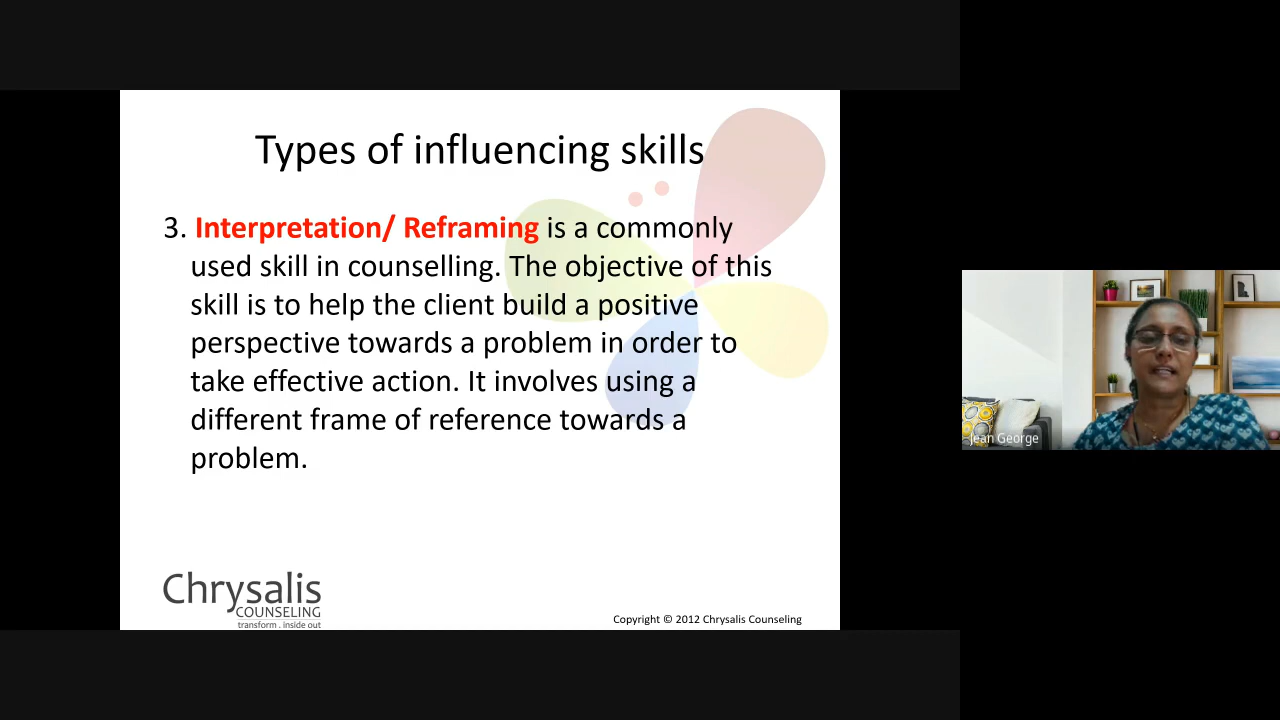 Types of influencing skills
3. Interpretation/ Reframing is a commonly
used skill in counselling. The objective of this
skill is to help the client build a positive
perspective towards a problem in order to
take effective action. It involves using a
different frame of reference towards a
problem.
Chrysalis
COUNSELING
transform . inside out
Copyright © 2012 Chrysalis Counseling
Jean George